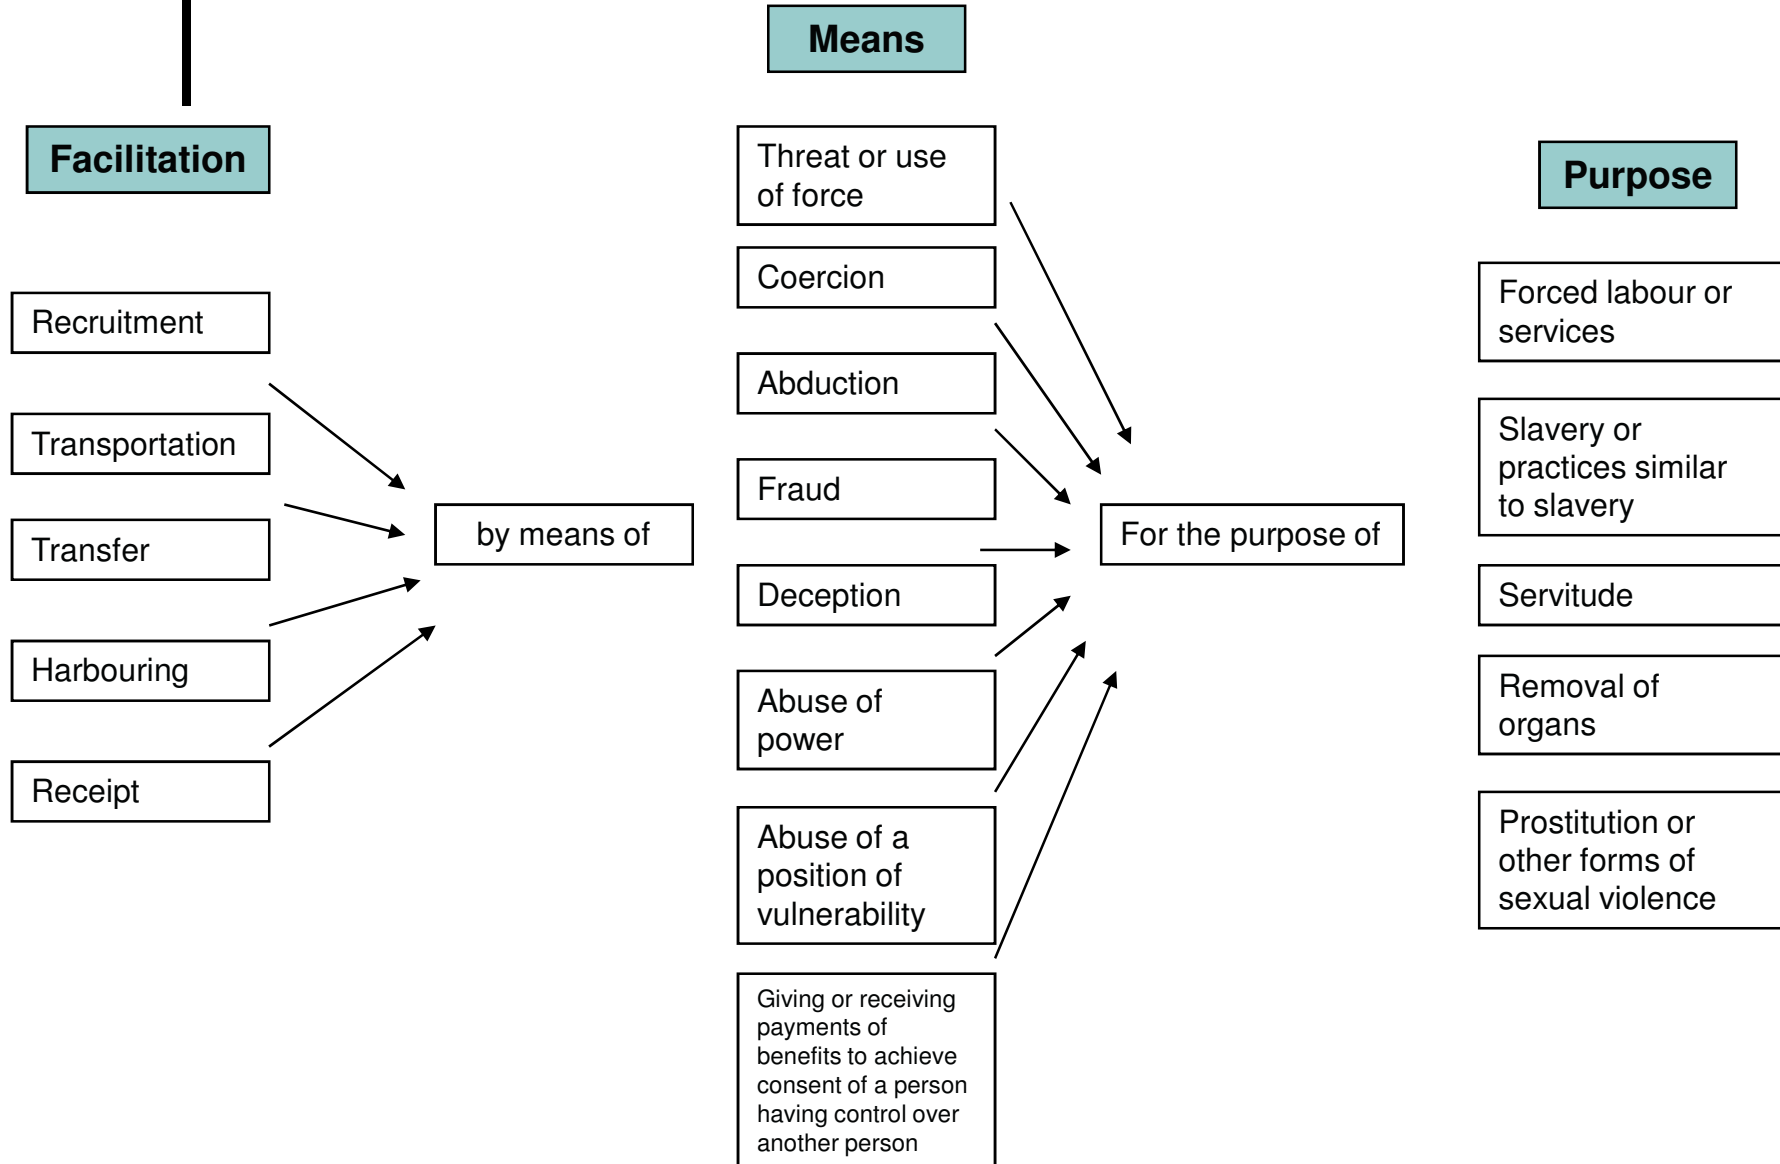 Facilitation
Recruitment
Transportation
Transfer
Harbouring
Receipt
by means of
Means
Threat or use
of force
Coercion
Abduction
Fraud
Deception
Abuse of
power
Abuse of a
position of
vulnerability
Giving or receiving
payments of
benefits to achieve
consent of a person
having control over
another person
For the purpose of
Purpose
Forced labour or
services
Slavery or
practices similar
to slavery
Servitude
Removal of
organs
Prostitution or
other forms of
sexual violence